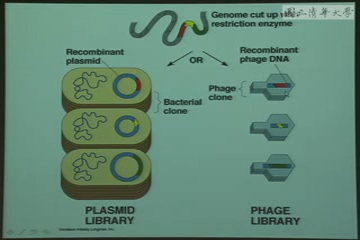 國立清華大學
Genome cut up with
restriction enzyme
Recombinant
plasmid
OR
Recombinant
phage DNA
Phage
clone
Bacterial
clone
PLASMID
LIBRARY
PHAGE
LIBRARY